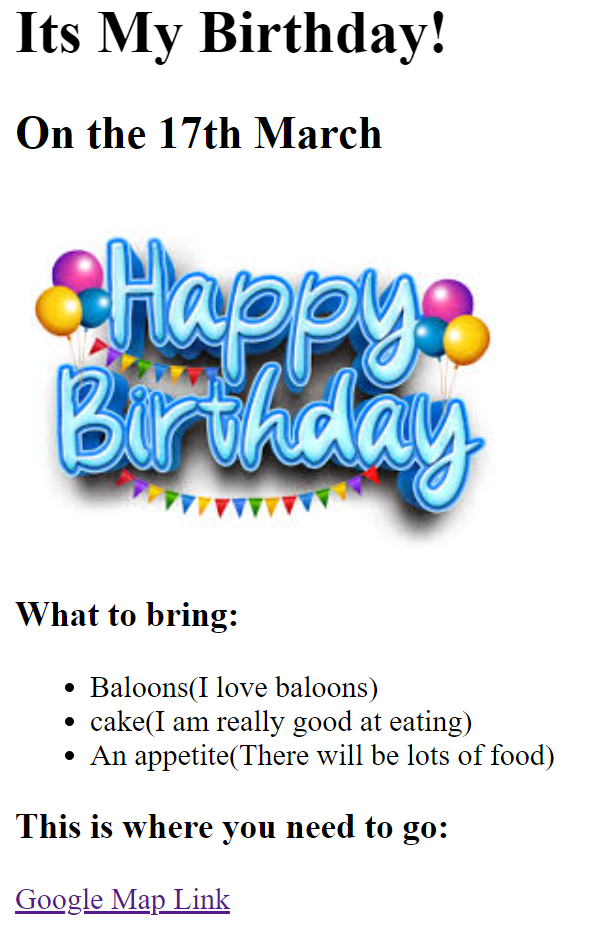 Its My Birthday!
On the 17th March
Happy
Birthday
What to bring:
• Baloons(I love baloons)
• cake(I am really good at eating)
• An appetite(There will be lots of food)
This is where you need to go:
Google Map Link